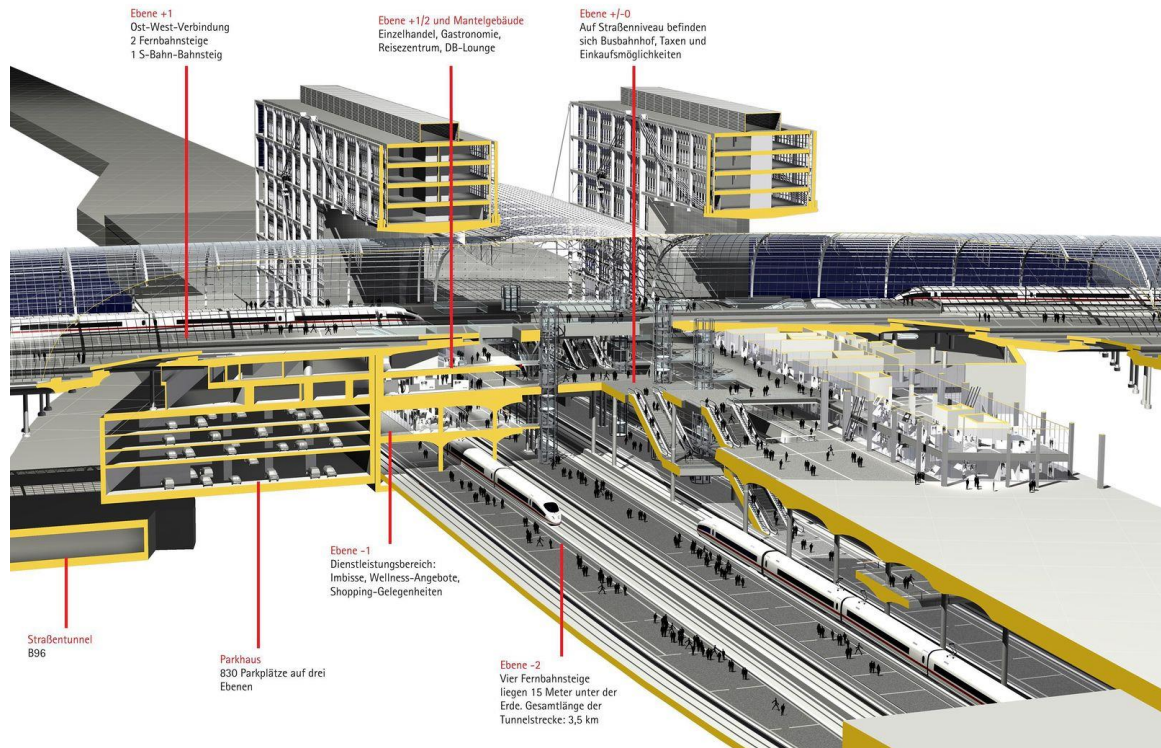 Ebene +1
Ost-West-Verbindung
2 Fernbahnsteige
1 S-Bahn-Bahnsteig
Ebene +1/2 und Mantelgebäude
Einzelhandel, Gastronomie,
Reisezentrum, DB-Lounge
Ebene +/-0
Auf Straßenniveau befinden
sich Busbahnhof, Taxen und
Einkaufsmöglichkeiten
Ebene -1
Dienstleistungsbereich:
Imbisse, Wellness-Angebote,
Shopping-Gelegenheiten
Straßentunnel
B96
Parkhaus
830 Parkplätze auf drei
Ebenen
Ebene -2
Vier Fernbahnsteige
liegen 15 Meter unter der
Erde. Gesamtlänge der
Tunnelstrecke: 3,5 km